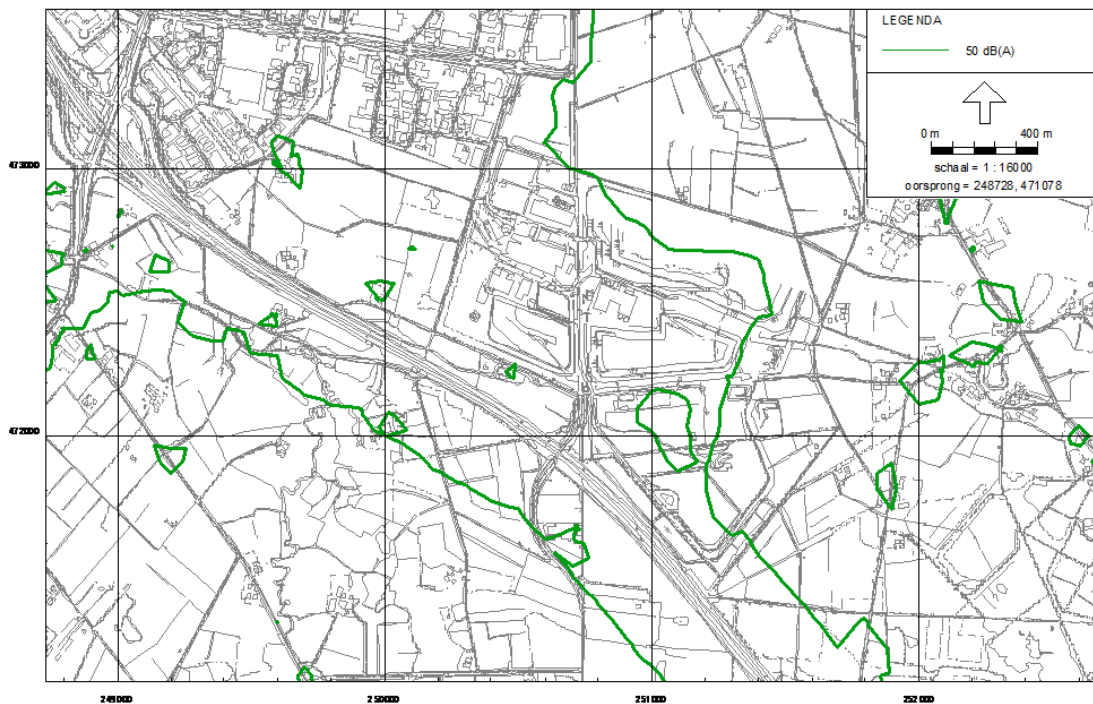 LEGENDA
50 dB(A)
0 m 400 m
schaal = 1 : 16000
oorsprong = 248728, 471078
473000
472000
249000 250000 251000 252000